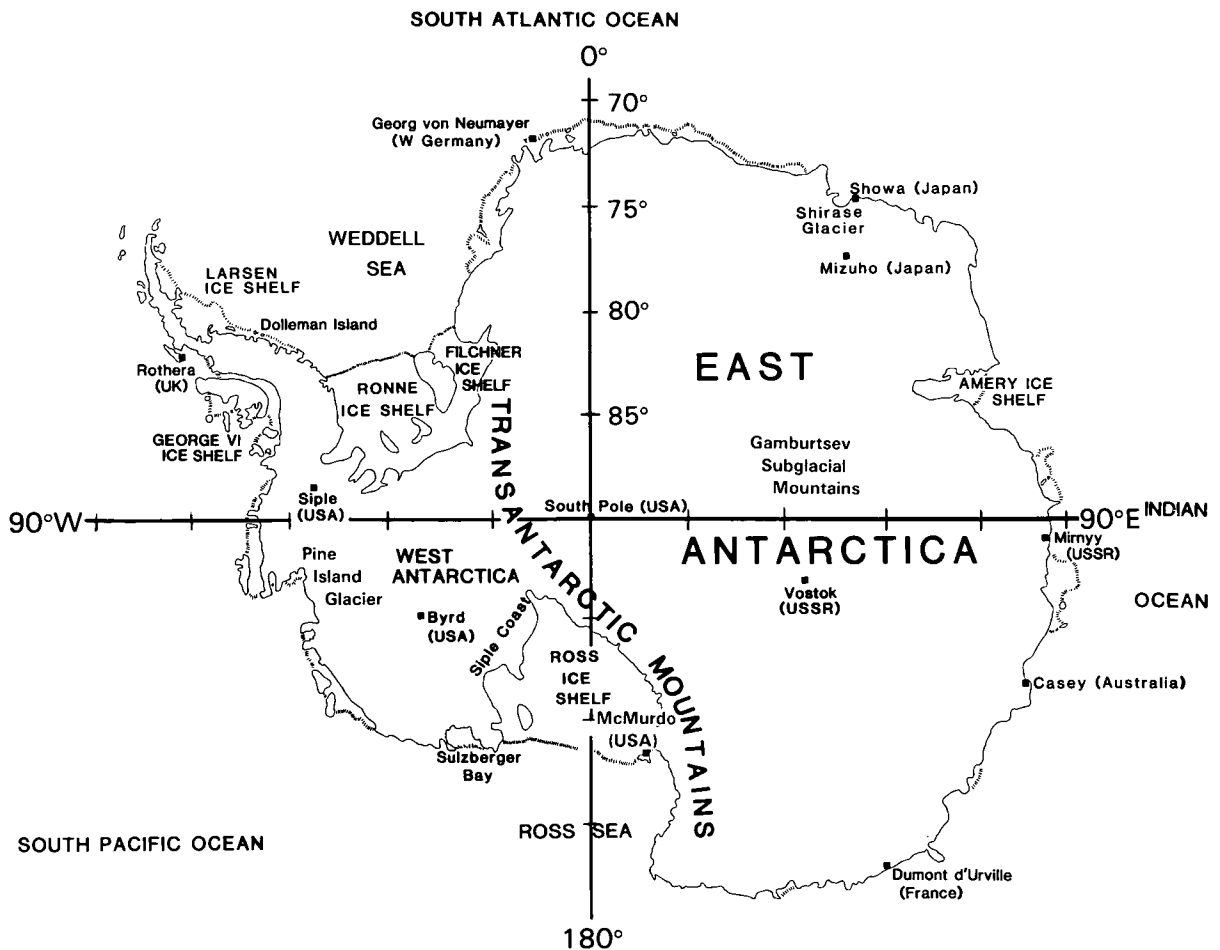 SOUTH ATLANTIC OCEAN
0°
70°
Georg von Neumayer
(W Germany)
Showa (Japan)
75°
Shirase
Glacier
WEDDELL
SEA
Mizuho (Japan)
LARSEN
ICE SHELF
80°
Dolleman Island
FILCHNER
ICE
SHELF
EAST
Rothera
(UK)
RONNE
ICE SHELF
AMERY ICE
SHELF
85°
GEORGE VI
ICE SHELF
Gamburtsev
Subglacial
Mountains
TRANSANTARCTIC MOUNTAINS
Siple
(USA)
South Pole (USA)
90°W
90°E
INDIAN
OCEAN
ANTARCTICA
Mirnyy
(USSR)
Pine
Island
Glacier
WEST
ANTARCTICA
Vostok
(USSR)
Byrd
(USA)
Siple Coast
ROSS
ICE
SHELF
Casey (Australia)
McMurdo
(USA)
Sulzberger
Bay
ROSS SEA
SOUTH PACIFIC OCEAN
Dumont d'Urville
(France)
180°